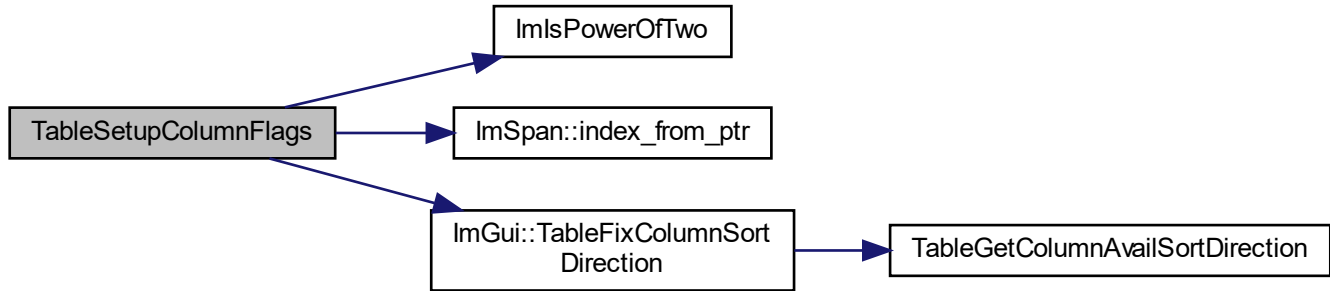 ImIsPowerOfTwo
TableSetupColumnFlags
ImSpan::index_from_ptr
ImGui::TableFixColumnSort
Direction
TableGetColumnAvailSortDirection